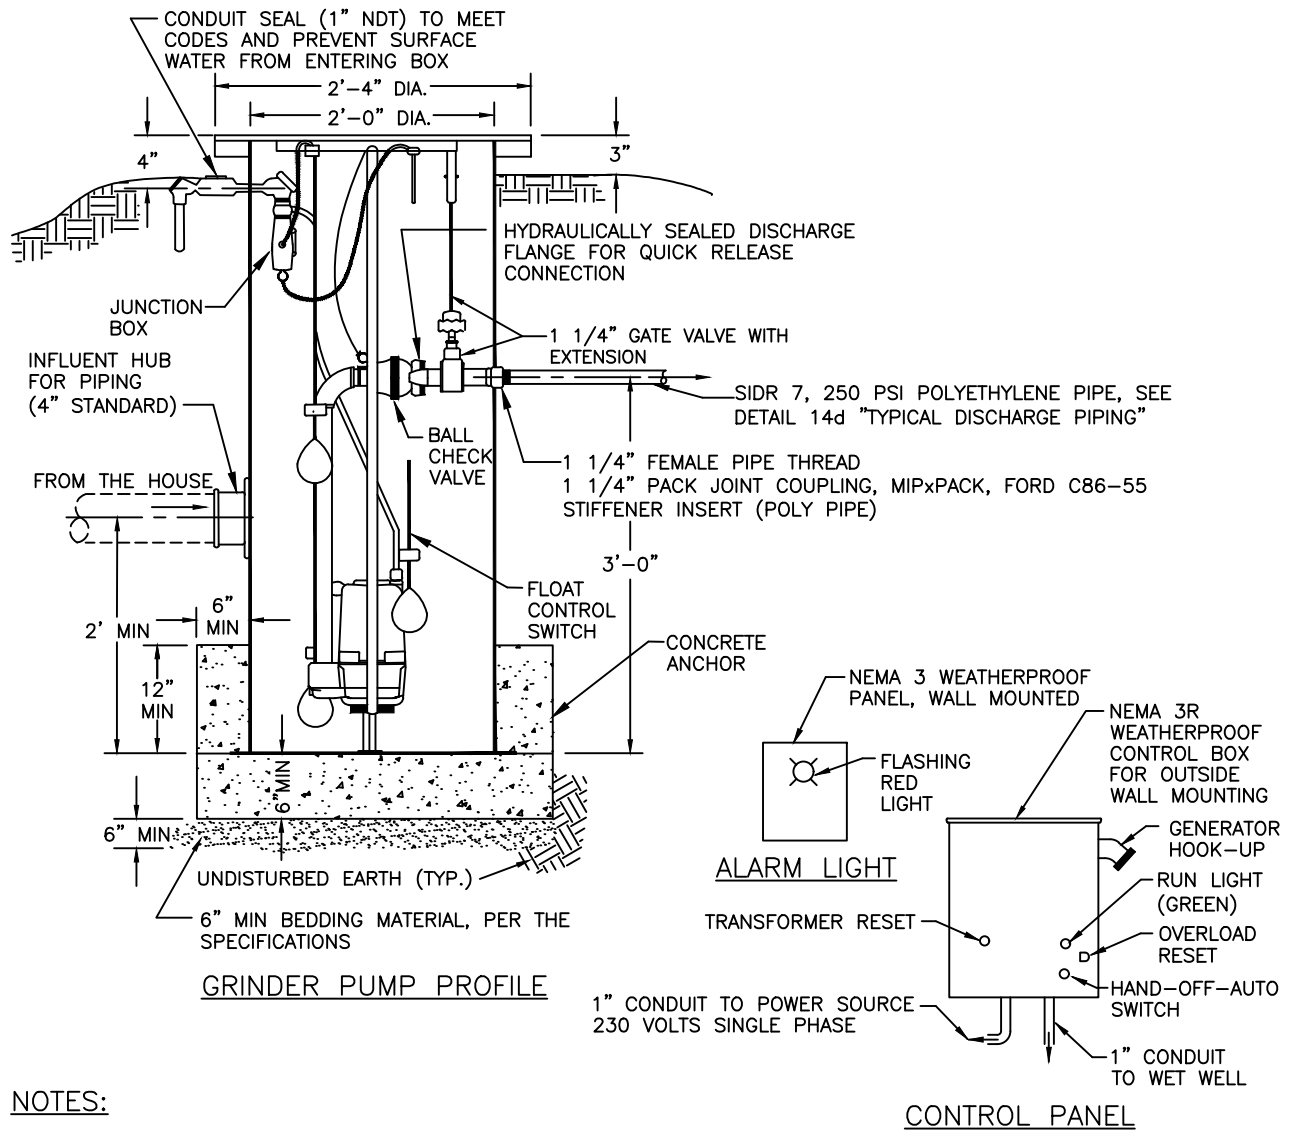 CONDUIT SEAL (1" NDT) TO MEET
CODES AND PREVENT SURFACE
WATER FROM ENTERING BOX
2'-4" DIA.
2'-0" DIA.
4"
3"
HYDRAULICALLY SEALED DISCHARGE
FLANGE FOR QUICK RELEASE
CONNECTION
JUNCTION
BOX
1 1/4" GATE VALVE WITH
EXTENSION
INFLUENT HUB
FOR PIPING
(4" STANDARD)
SIDR 7, 250 PSI POLYETHYLENE PIPE, SEE
DETAIL 14d "TYPICAL DISCHARGE PIPING"
BALL
CHECK
VALVE
FROM THE HOUSE
1 1/4" FEMALE PIPE THREAD
1 1/4" PACK JOINT COUPLING, MIPxPACK, FORD C86-55
STIFFENER INSERT (POLY PIPE)
3'-0"
FLOAT
CONTROL
SWITCH
6"
MIN
2' MIN
CONCRETE
ANCHOR
12"
MIN
6" MIN
6" MIN
UNDISTURBED EARTH (TYP.)
6" MIN BEDDING MATERIAL, PER THE
SPECIFICATIONS
GRINDER PUMP PROFILE
NEMA 3 WEATHERPROOF
PANEL, WALL MOUNTED
FLASHING
RED
LIGHT
ALARM LIGHT
NEMA 3R
WEATHERPROOF
CONTROL BOX
FOR OUTSIDE
WALL MOUNTING
GENERATOR
HOOK-UP
RUN LIGHT
(GREEN)
TRANSFORMER RESET
OVERLOAD
RESET
HAND-OFF-AUTO
SWITCH
1" CONDUIT TO POWER SOURCE
230 VOLTS SINGLE PHASE
1" CONDUIT
TO WET WELL
CONTROL PANEL
NOTES: